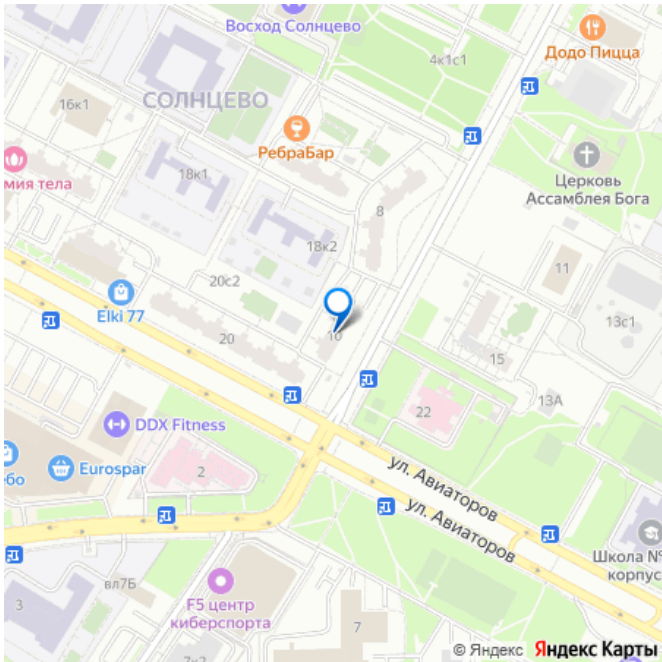 Восход Солнцево
Додо Пицца
4к1с1
СОЛНЦЕВО
16к1
РебраБар
Церковь
Ассамблея Бога
мия тела
18к1
8
18к2
11
20с2
13с1
Elki 77
20
10
15
13А
22
DDX Fitness
ебо
Eurospar
2
ул. Авиаторов
ул. Авиаторов
Школа №
корпус
вл7Б
3
F5 центр
киберспорта
7
7к2
© Яндекс Яндекс Карты